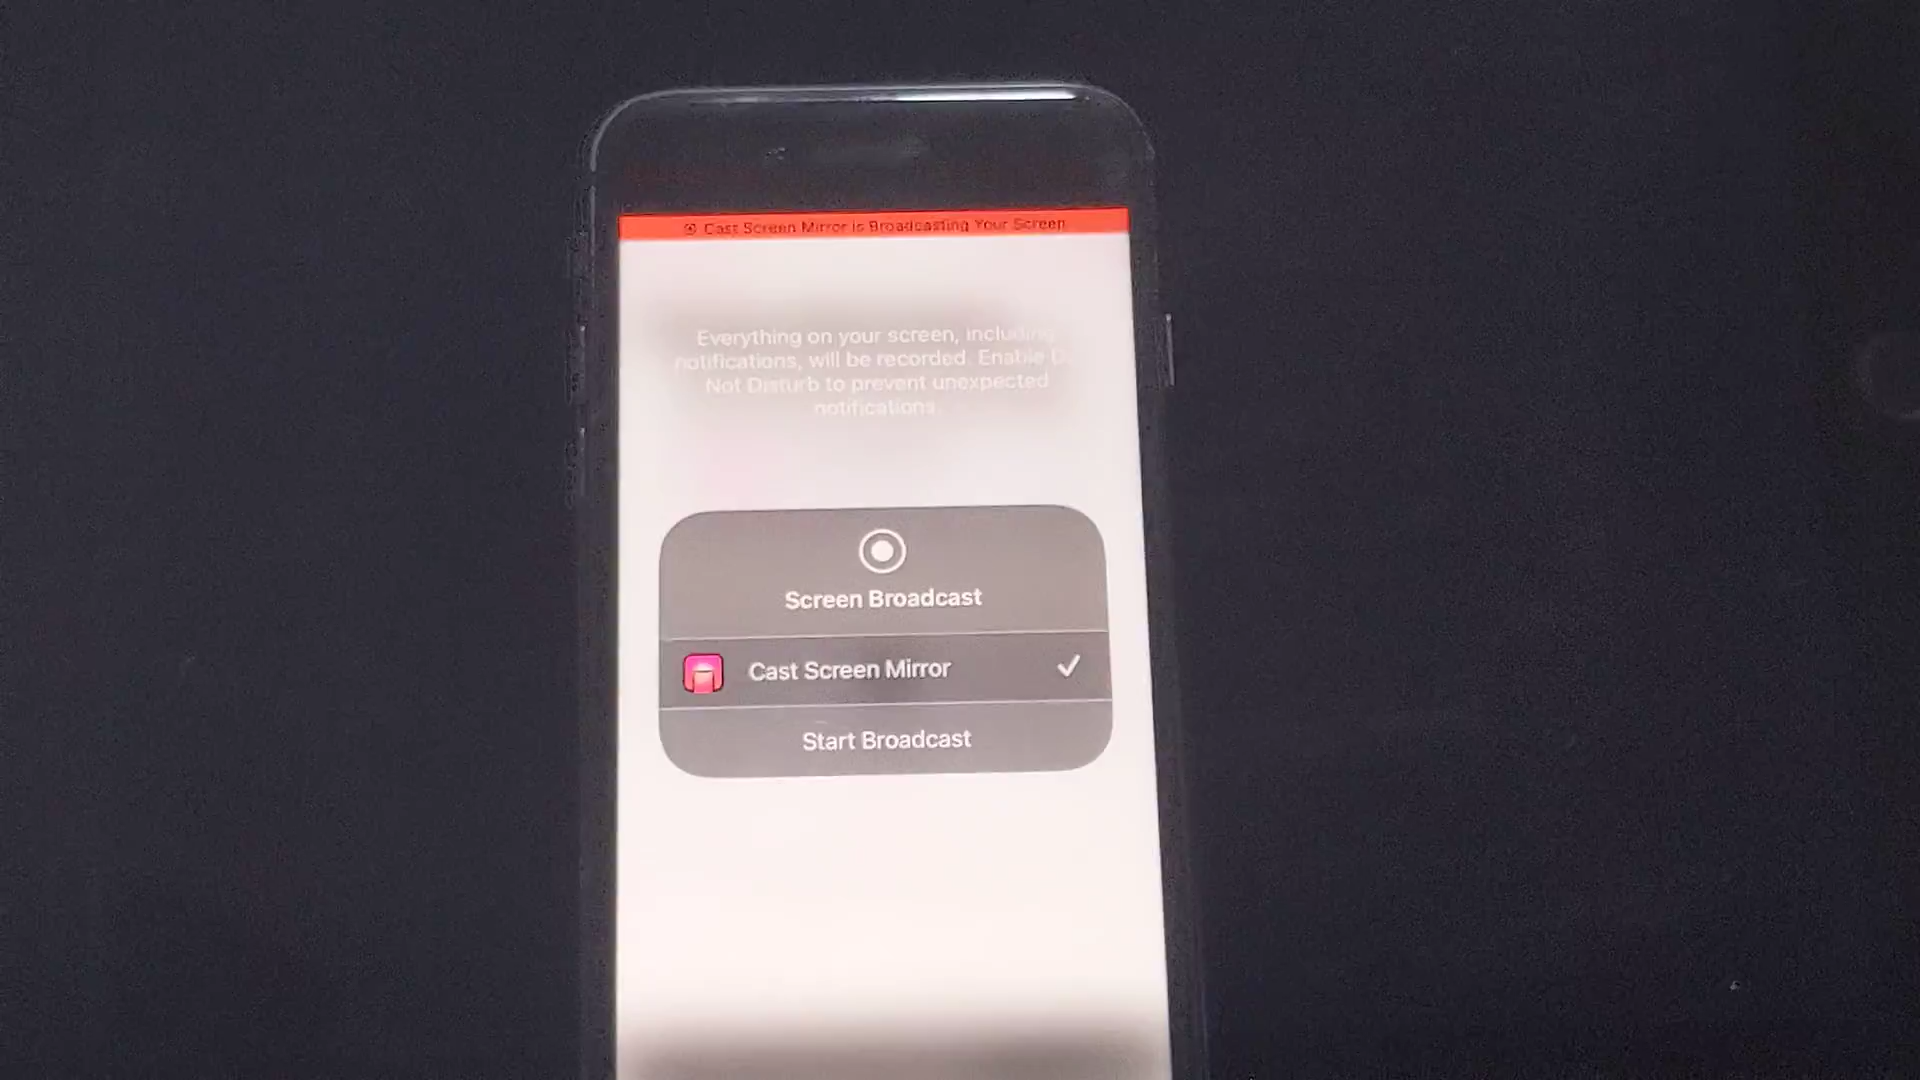 Cast Screen Mirror is Broadcasting Your Screen
Everything on your screen, including
notifications, will be recorded. Enable
Not Disturb to prevent unexpected
notifications.
Screen Broadcast
Cast Screen Mirror
Start Broadcast